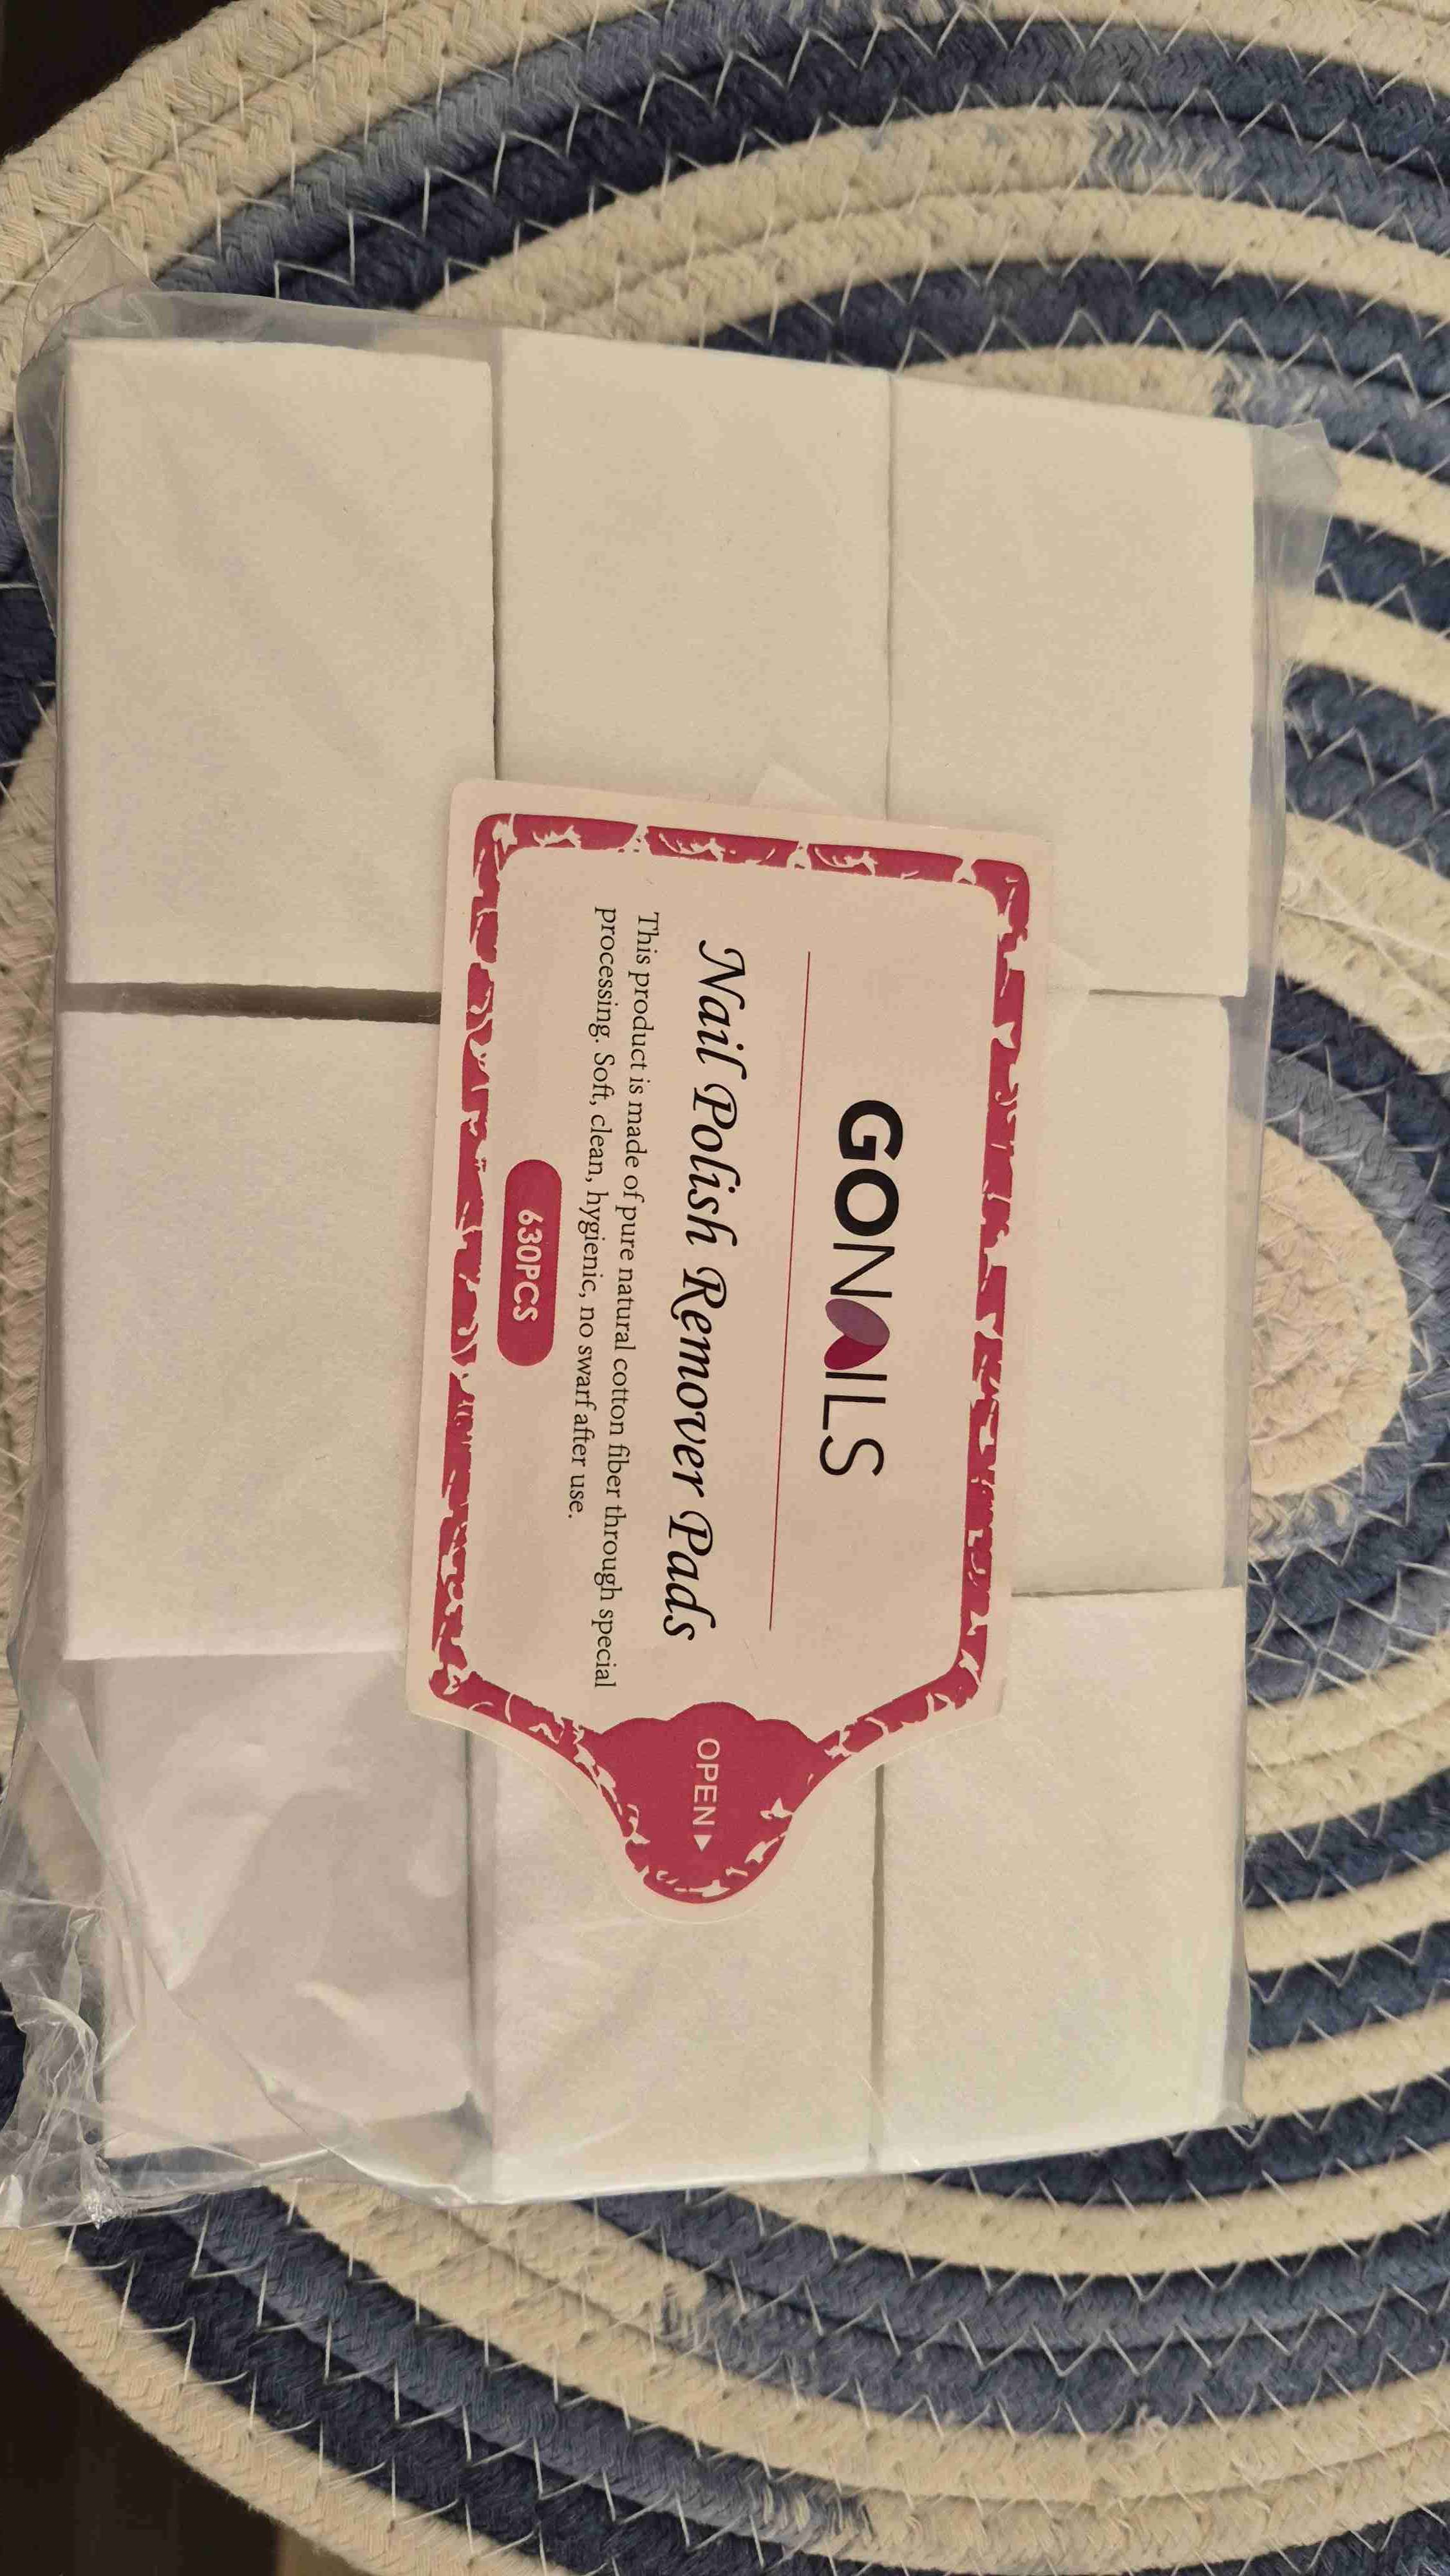 GONAILS
Nail Polish Remover Pads
This product is made of pure natural cotton fiber through special
processing. Soft, clean, hygienic, no swarf after use.
630PCS
OPEN▶